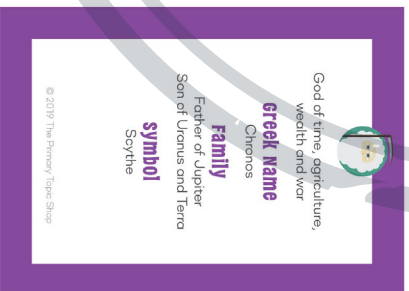 God of time, agriculture,
wealth and war
Greek Name
Chronos
Family
Father of Jupiter
Son of Uranus and Terra
Symbol
Scythe
© 2019 The Primary Topic Shop